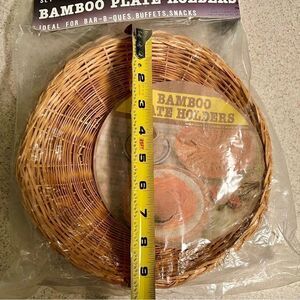 BAMBOO PLATE HOLDERS
IDEAL FOR BAR-B-QUES, BUFFETS, SNACKS
2
3
BAMBOO
4
TE HOLDERS
5
6
7
8
9